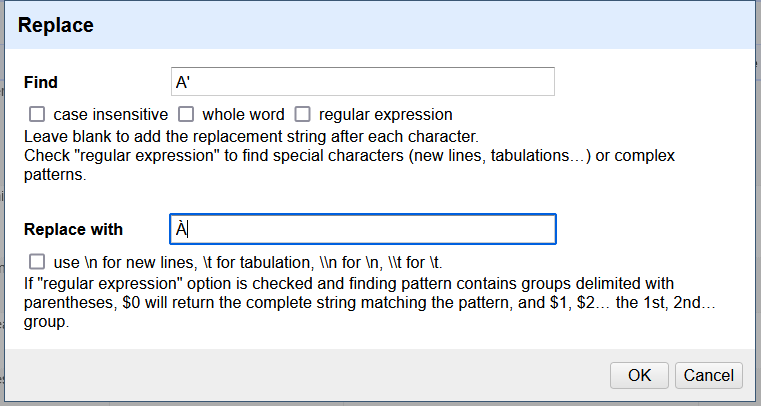 Replace
Find
A'
case insensitive whole word regular expression
Leave blank to add the replacement string after each character.
Check "regular expression" to find special characters (new lines, tabulations…) or complex
patterns.
Replace with
À
use \n for new lines, \t for tabulation, \\n for \n, \\t for \t.
If "regular expression" option is checked and finding pattern contains groups delimited with
parentheses, $0 will return the complete string matching the pattern, and $1, $2… the 1st, 2nd…
group.
OK Cancel